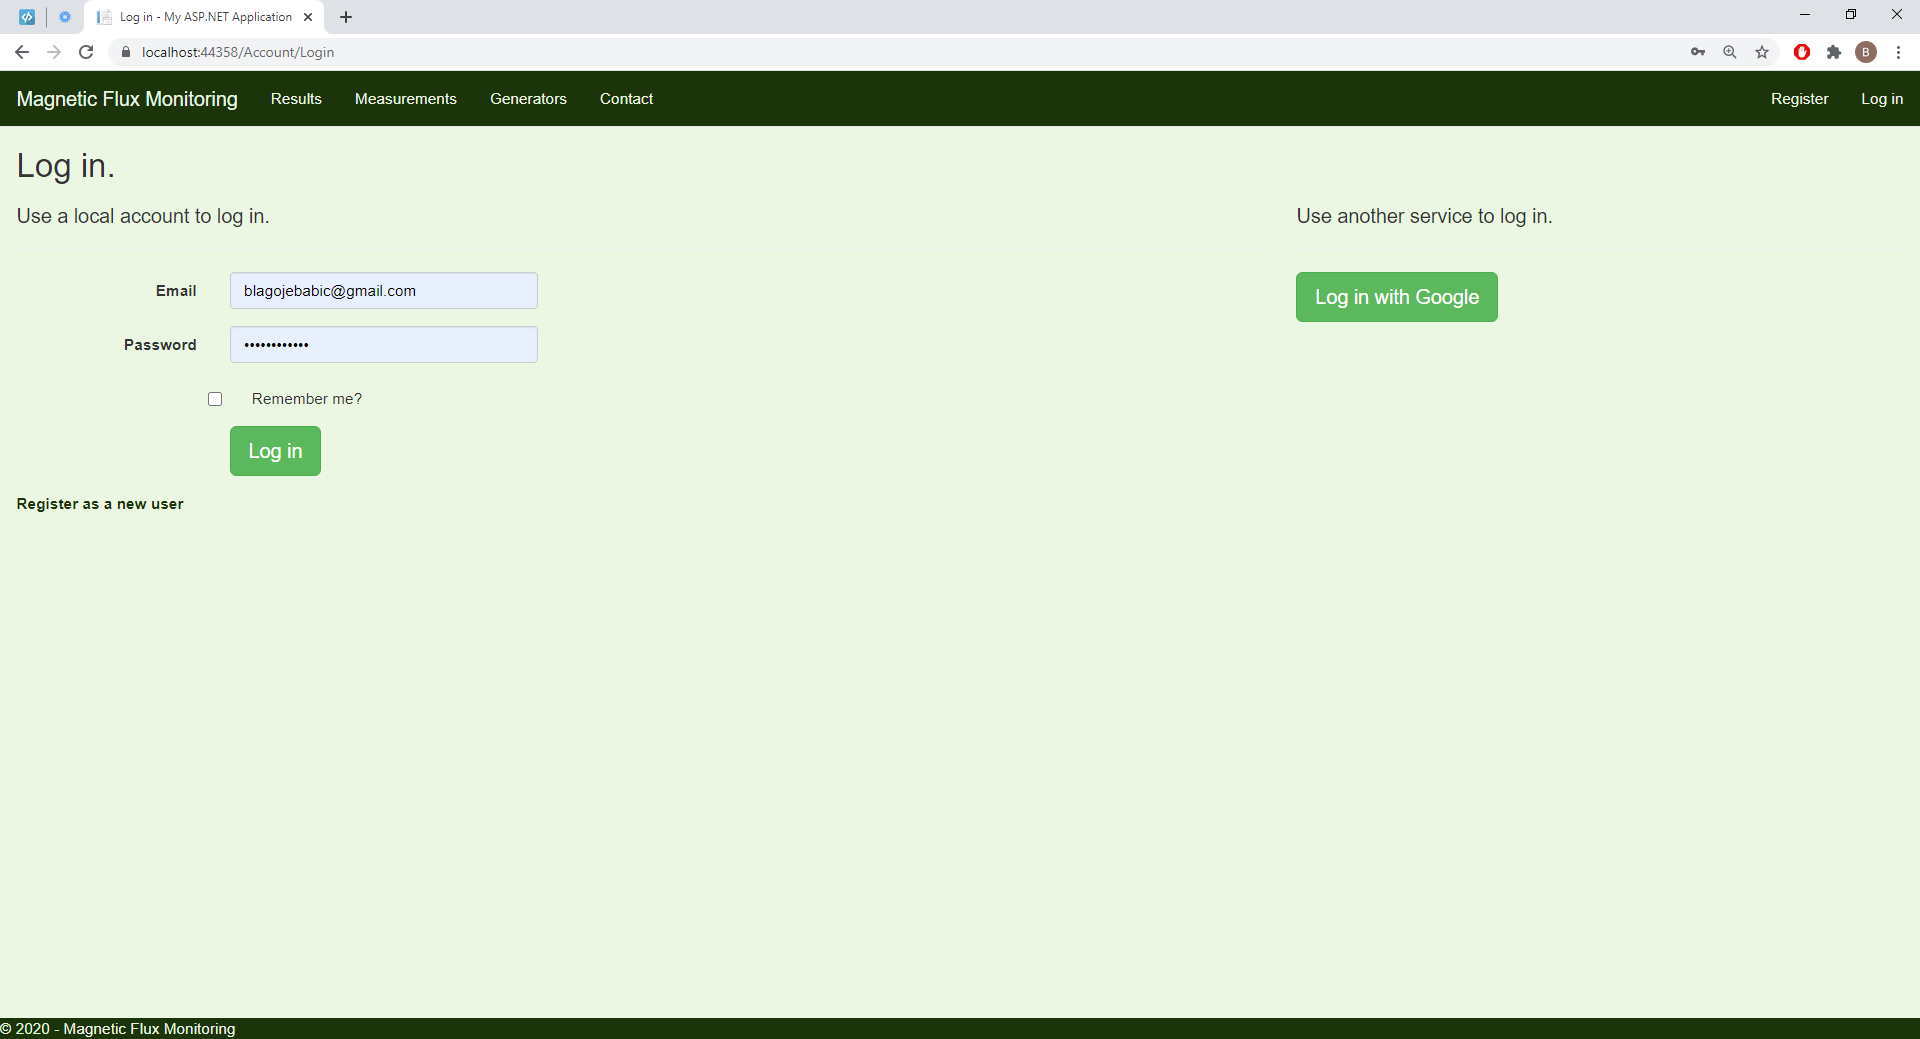 Log in - My ASP.NET Application
localhost:44358/Account/Login
B
Magnetic Flux Monitoring Results Measurements Generators Contact Register Log in
Log in.
Use a local account to log in.
Use another service to log in.
Email blagojebabic@gmail.com
Log in with Google
Password ••••••••••••
Remember me?
Log in
Register as a new user
© 2020 - Magnetic Flux Monitoring